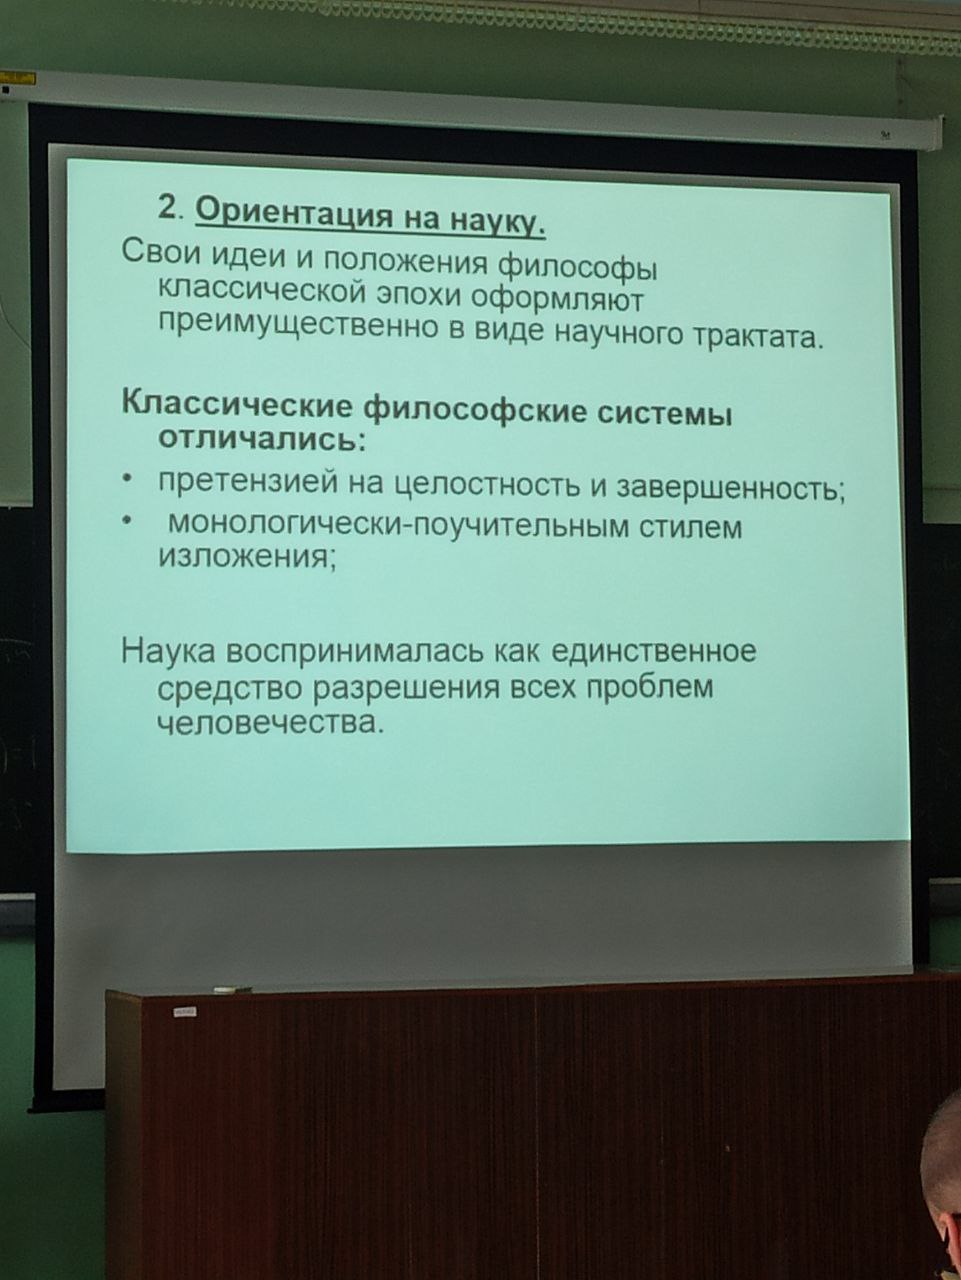 2. Ориентация на науку.
Свои идеи и положения философы
классической эпохи оформляют
преимущественно в виде научного трактата.
Классические философские системы
отличались:
• претензией на целостность и завершенность;
• монологически-поучительным стилем
изложения;
Наука воспринималась как единственное
средство разрешения всех проблем
человечества.